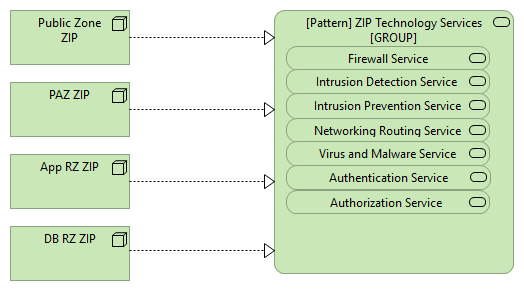 Public Zone
ZIP
PAZ ZIP
App RZ ZIP
DB RZ ZIP
[Pattern] ZIP Technology Services
[GROUP]
Firewall Service
Intrusion Detection Service
Intrusion Prevention Service
Networking Routing Service
Virus and Malware Service
Authentication Service
Authorization Service